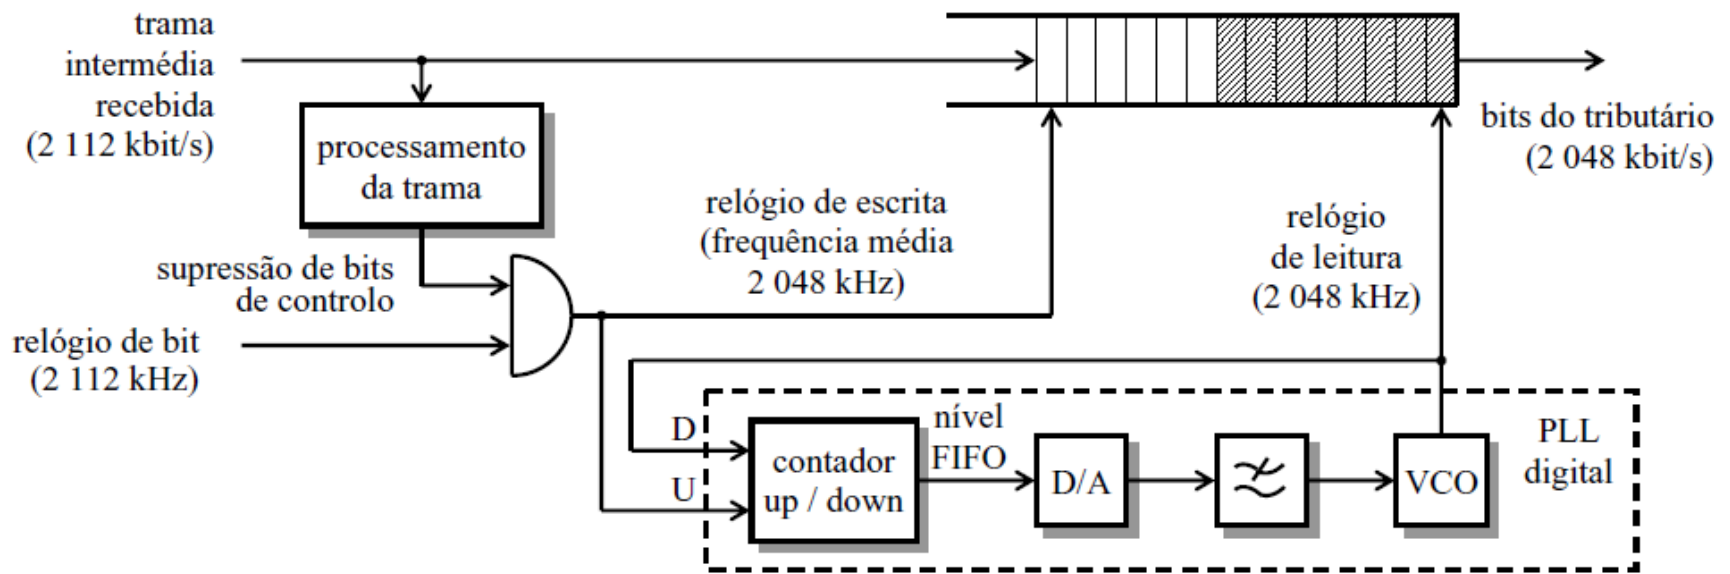 trama
intermédia
recebida
(2 112 kbit/s)
processamento
da trama
supressão de bits
de controlo
relógio de bit
(2 112 kHz)
relógio de escrita
(frequência média
2 048 kHz)
relógio
de leitura
(2 048 kHz)
bits do tributário
(2 048 kbit/s)
D
U
contador
up / down
nível
FIFO
D/A
VCO
PLL
digital